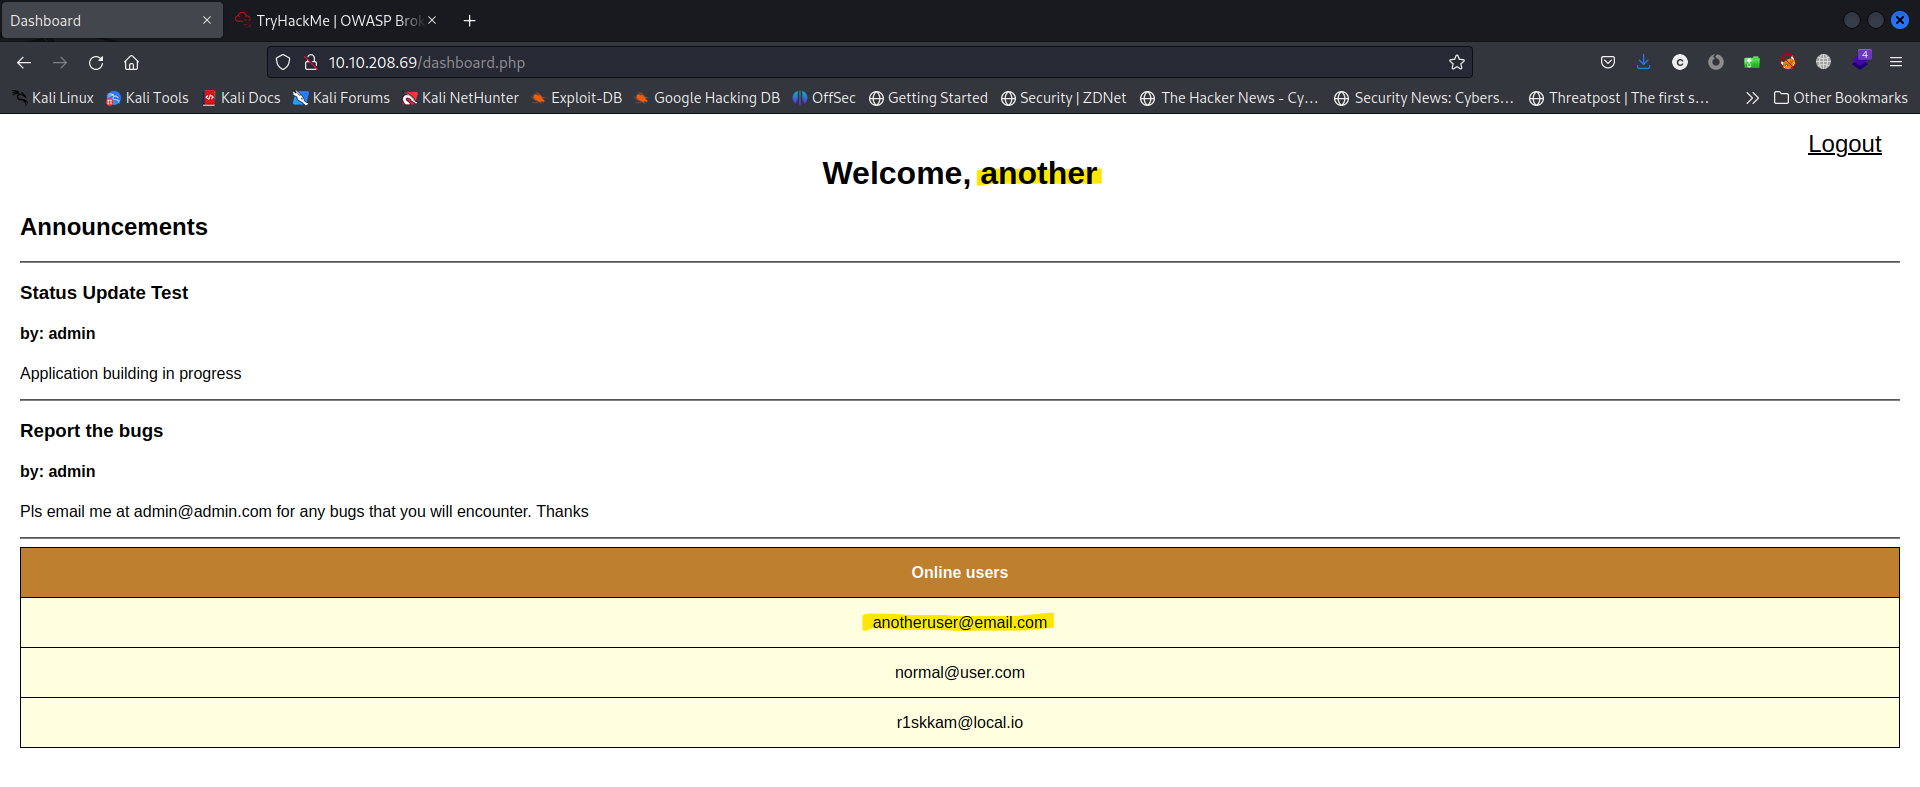 Dashboard
TryHackMe | OWASP Brok
10.10.208.69/dashboard.php
4
Kali Linux Kali Tools Kali Docs Kali Forums Kali NetHunter Exploit-DB Google Hacking DB OffSec Getting Started Security | ZDNet The Hacker News - Cy… Security News: Cybers… Threatpost | The first s… Other Bookmarks
Logout
Welcome, another
Announcements
Status Update Test
by: admin
Application building in progress
Report the bugs
by: admin
Pls email me at admin@admin.com for any bugs that you will encounter. Thanks
Online users
anotheruser@email.com
normal@user.com
r1skkam@local.io